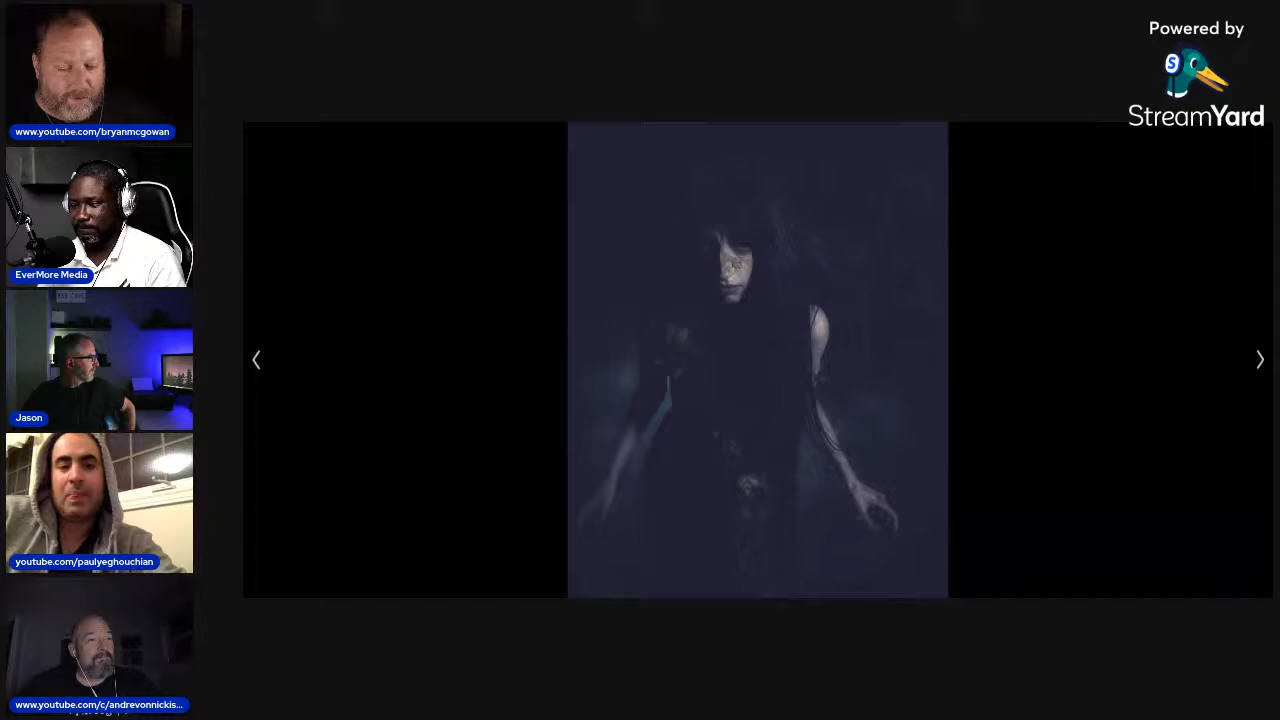 Powered by
S
StreamYard
www.youtube.com/bryanmcgowan
EverMore Media
Jason
youtube.com/paulyeghouchian
www.youtube.com/c/andrevonnickis...